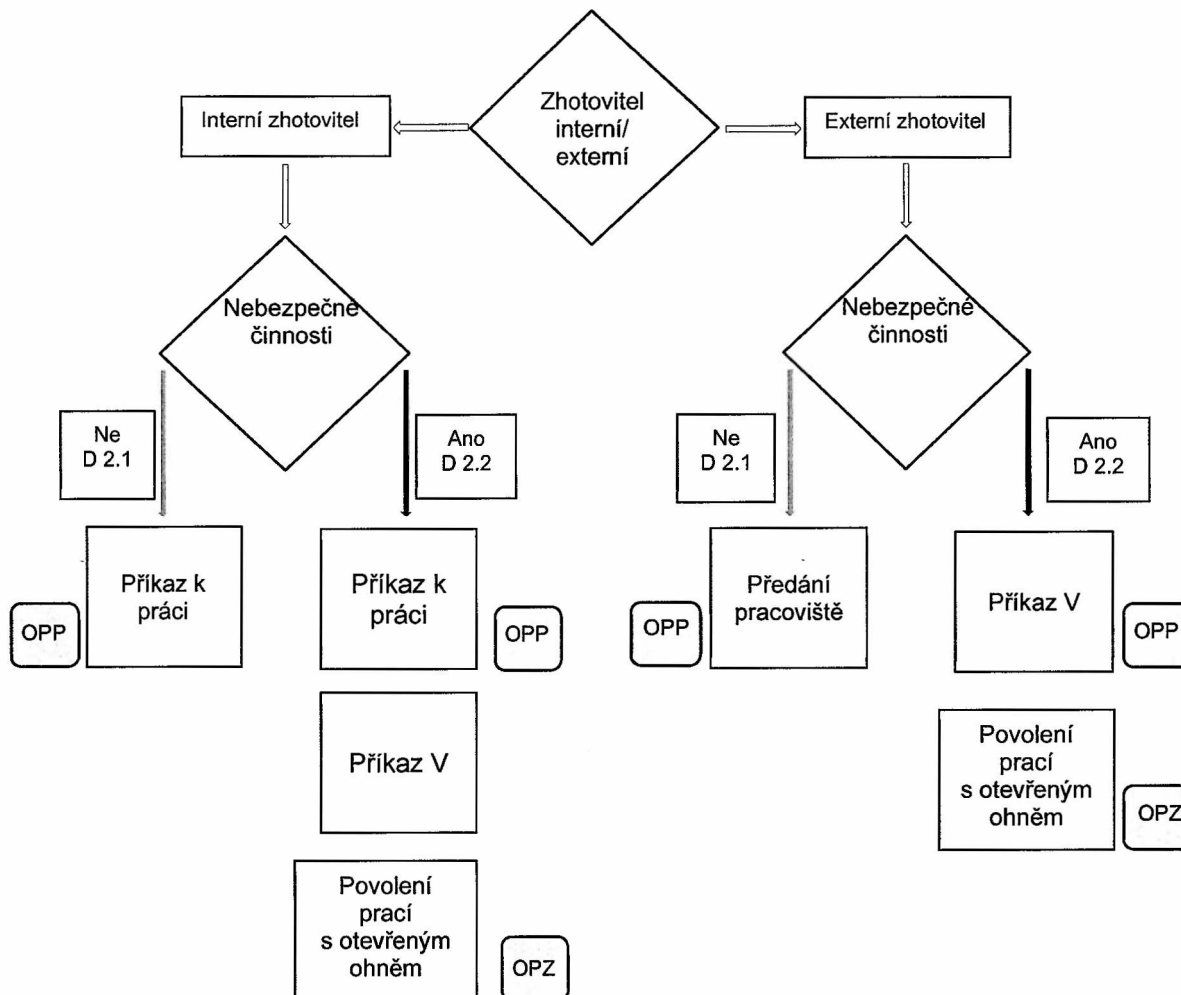 Zhotovitel
interní/
externí
Interní zhotovitel
Externí zhotovitel
Nebezpečné
činnosti
Nebezpečné
činnosti
Ne
D 2.1
Ano
D 2.2
Ne
D 2.1
Ano
D 2.2
Příkaz k
práci
OPP
Příkaz k
práci
OPP
Předání
pracoviště
OPP
Příkaz V
OPP
Příkaz V
Povolení
prací
s otevřeným
ohněm
OPZ
Povolení
prací
s otevřeným
ohněm
OPZ